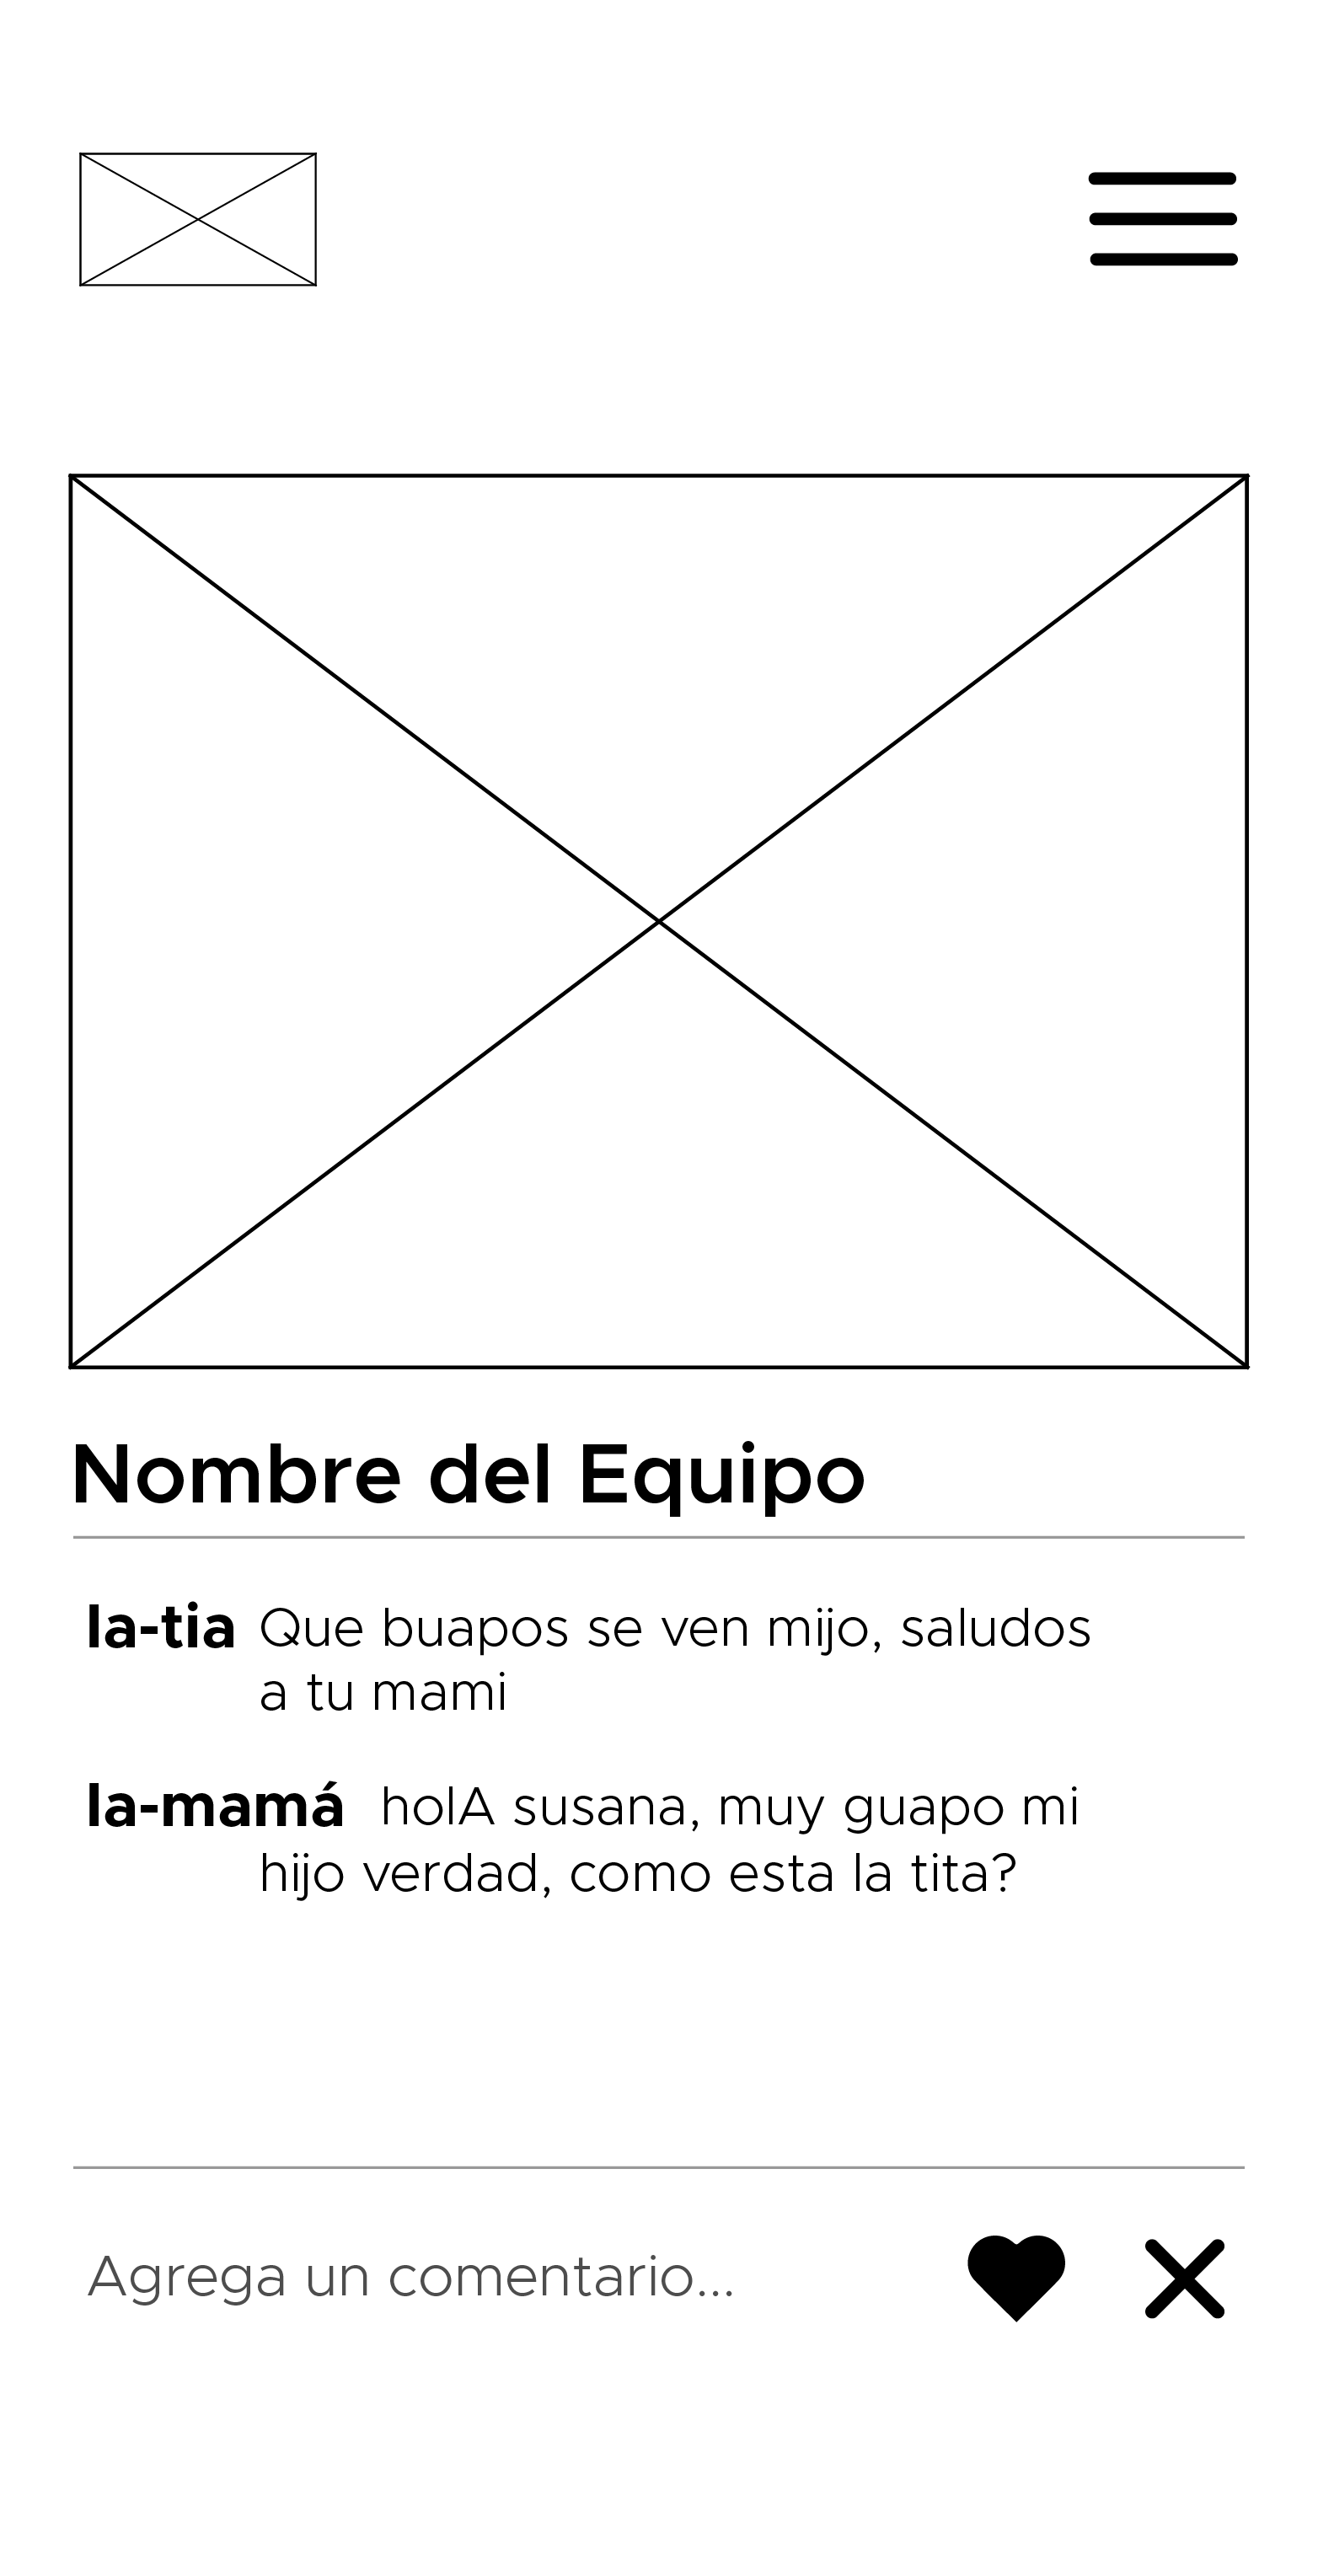 Nombre del Equipo
la-tia Que buapos se ven mijo, saludos
a tu mami
la-mamá holA susana, muy guapo mi
hijo verdad, como esta la tita?
Agrega un comentario...